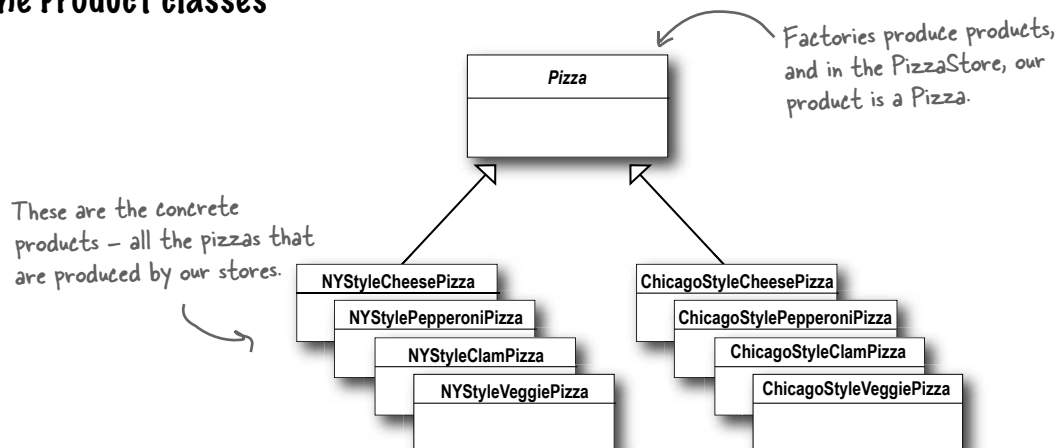 he Product classes
Factories produce products,
and in the PizzaStore, our
product is a Pizza.
Pizza
These are the concrete
products – all the pizzas that
are produced by our stores.
NYStyleCheesePizza
NYStylePepperoniPizza
NYStyleClamPizza
NYStyleVeggiePizza
ChicagoStyleCheesePizza
ChicagoStylePepperoniPizza
ChicagoStyleClamPizza
ChicagoStyleVeggiePizza